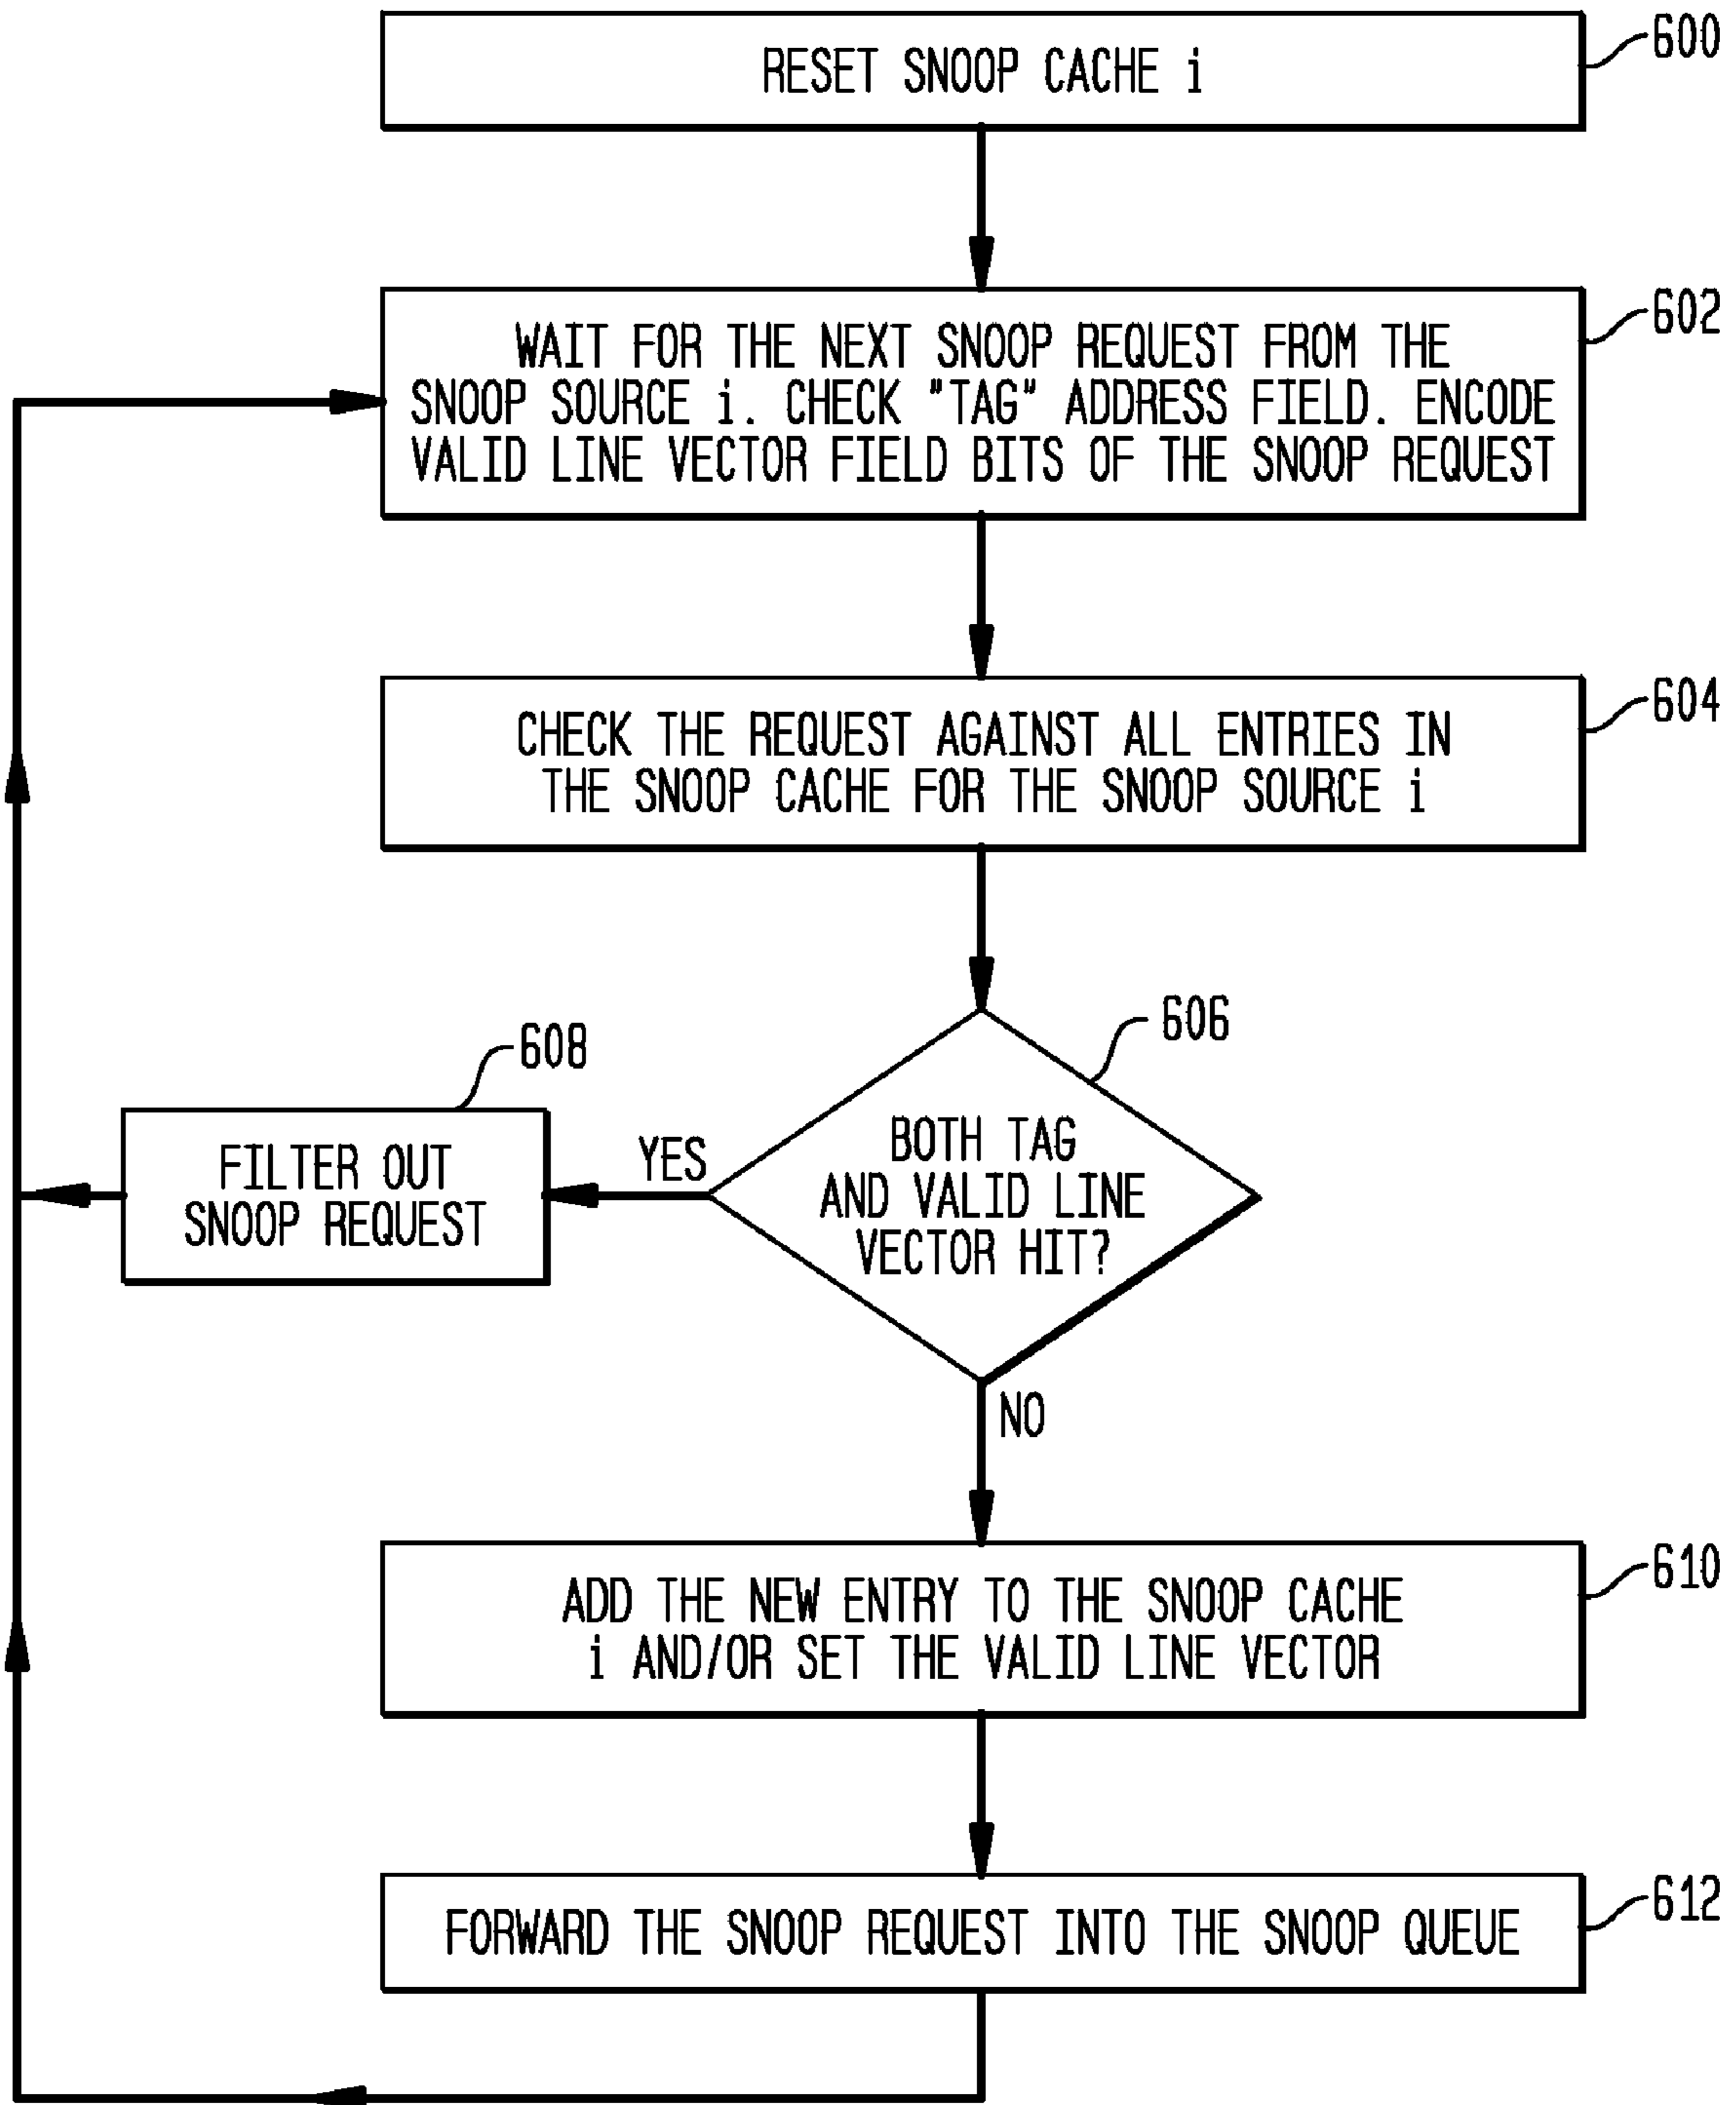 RESET SNOOP CACHE i
600
WAIT FOR THE NEXT SNOOP REQUEST FROM THE
SNOOP SOURCE i. CHECK "TAG" ADDRESS FIELD. ENCODE
VALID LINE VECTOR FIELD BITS OF THE SNOOP REQUEST
602
CHECK THE REQUEST AGAINST ALL ENTRIES IN
THE SNOOP CACHE FOR THE SNOOP SOURCE i
604
606
BOTH TAG
AND VALID LINE
VECTOR HIT?
YES
608
FILTER OUT
SNOOP REQUEST
NO
ADD THE NEW ENTRY TO THE SNOOP CACHE
i AND/OR SET THE VALID LINE VECTOR
610
FORWARD THE SNOOP REQUEST INTO THE SNOOP QUEUE
612